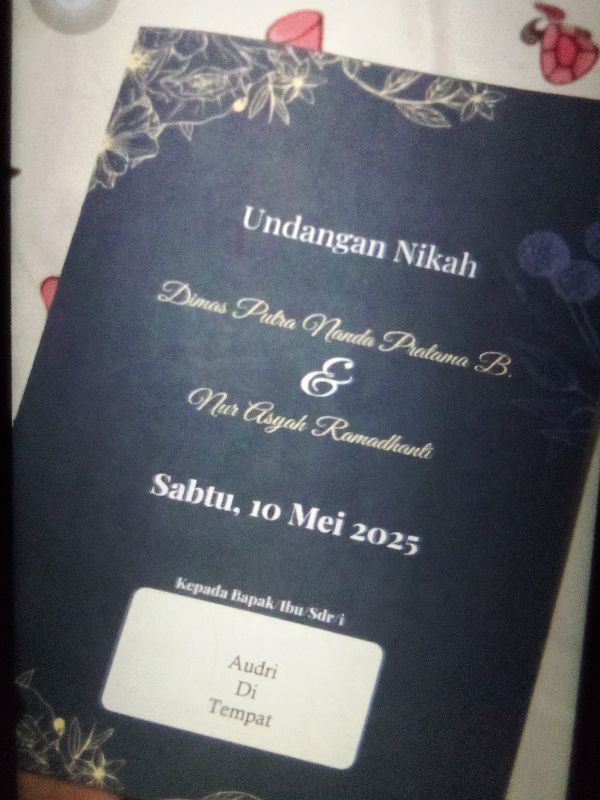 Undangan Nikah
Dimas Putra Nanda Pratama B.
&
Nur Asyah Ramadhanti
Sabtu, 10 Mei 2025
Kepada Bapak/Ibu/Sdr/i
Audri
Di
Tempat